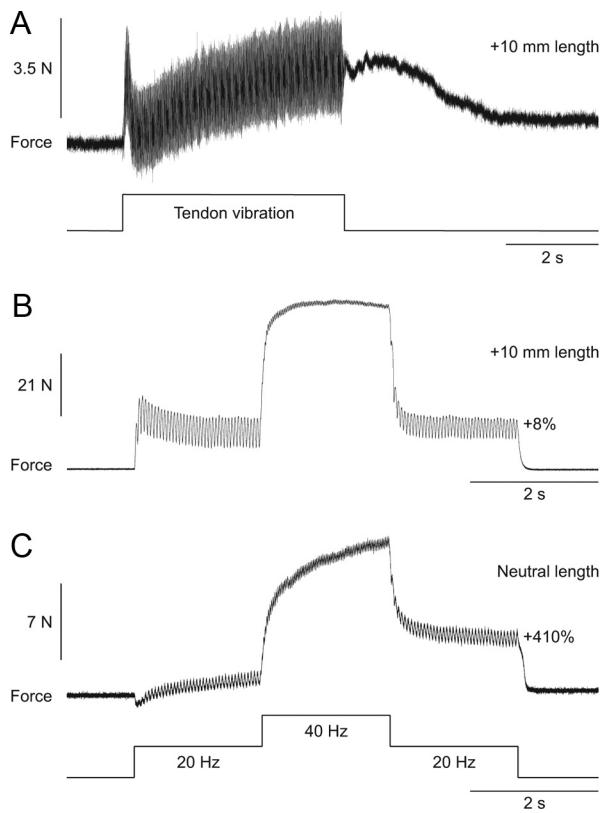 A
+10 mm length
3.5 N
Force
Tendon vibration
2 s
B
+10 mm length
21 N
+8%
Force
2 s
C
Neutral length
7 N
+410%
Force
40 Hz
20 Hz 20 Hz
2 s